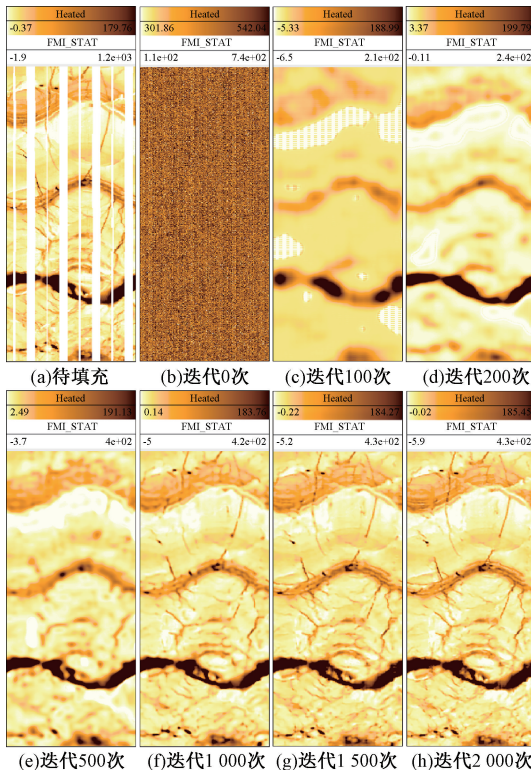 Heated
-0.37 179.76
FMI_STAT
-1.9 1.2e+03
(a)待填充
Heated
301.86 542.04
FMI_STAT
1.1e+02 7.4e+02
(b)迭代0次
Heated
-5.33 188.99
FMI_STAT
-6.5 2.1e+02
(c)迭代100次
Heated
3.37 199.79
FMI_STAT
-0.11 2.4e+02
(d)迭代200次
Heated
2.49 191.13
FMI_STAT
-3.7 4e+02
(e)迭代500次
Heated
0.14 183.76
FMI_STAT
-5 4.2e+02
(f)迭代1 000次
Heated
-0.22 184.27
FMI_STAT
-5.2 4.3e+02
(g)迭代1 500次
Heated
-0.02 185.45
FMI_STAT
-5.9 4.3e+02
(h)迭代2 000次